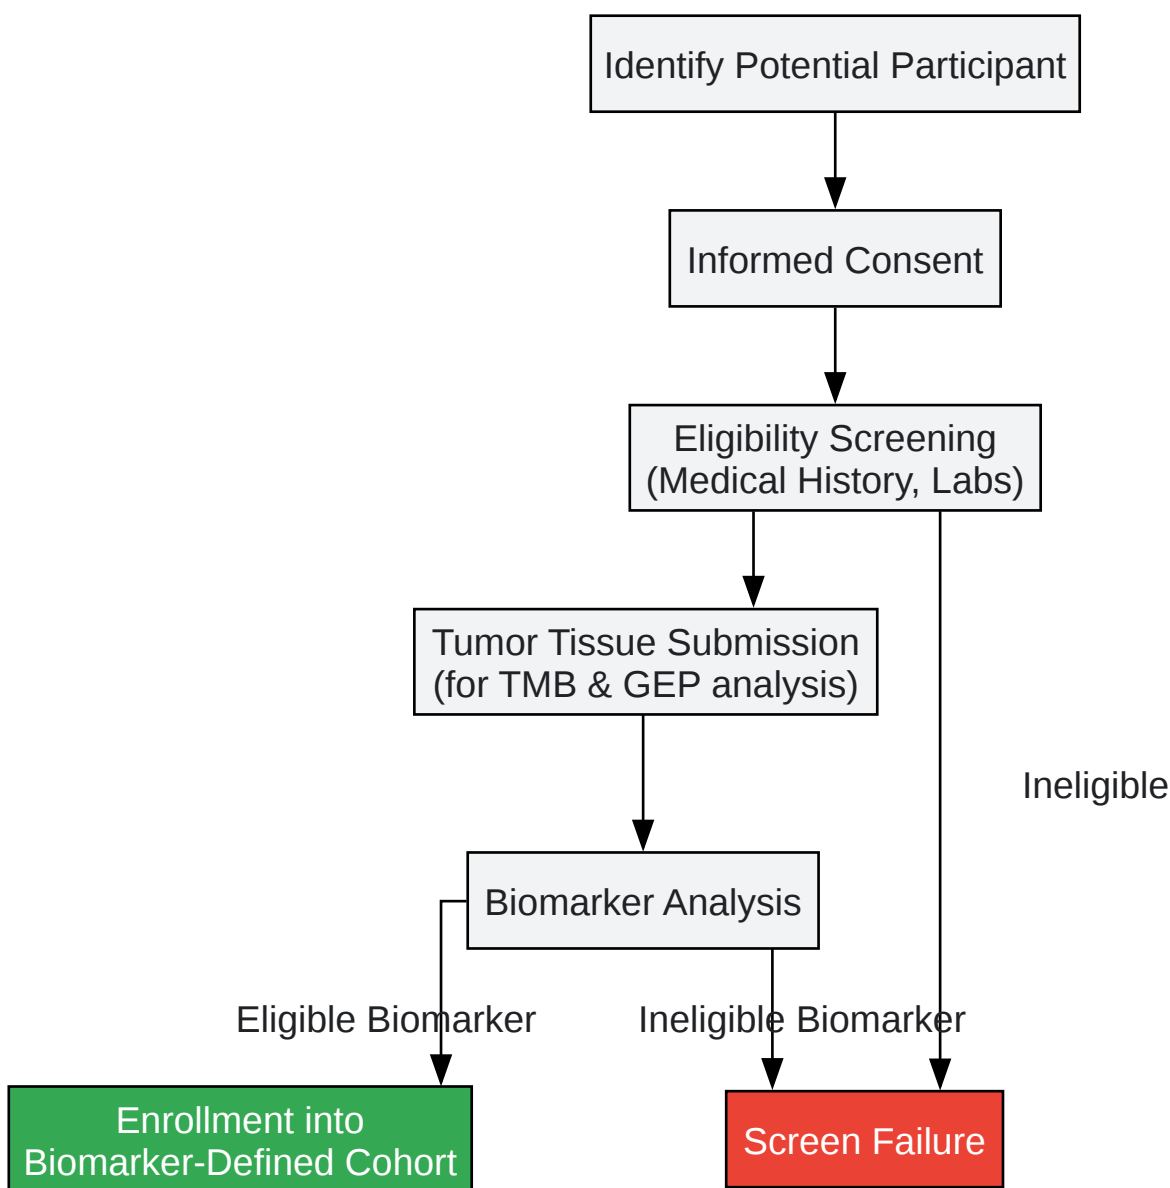 Identify Potential Participant
Informed Consent
Eligibility Screening
(Medical History, Labs)
Tumor Tissue Submission
(for TMB & GEP analysis)
Ineligible
Biomarker Analysis
Eligible Biomarker
Ineligible Biomarker
Enrollment into
Biomarker-Defined Cohort
Screen Failure